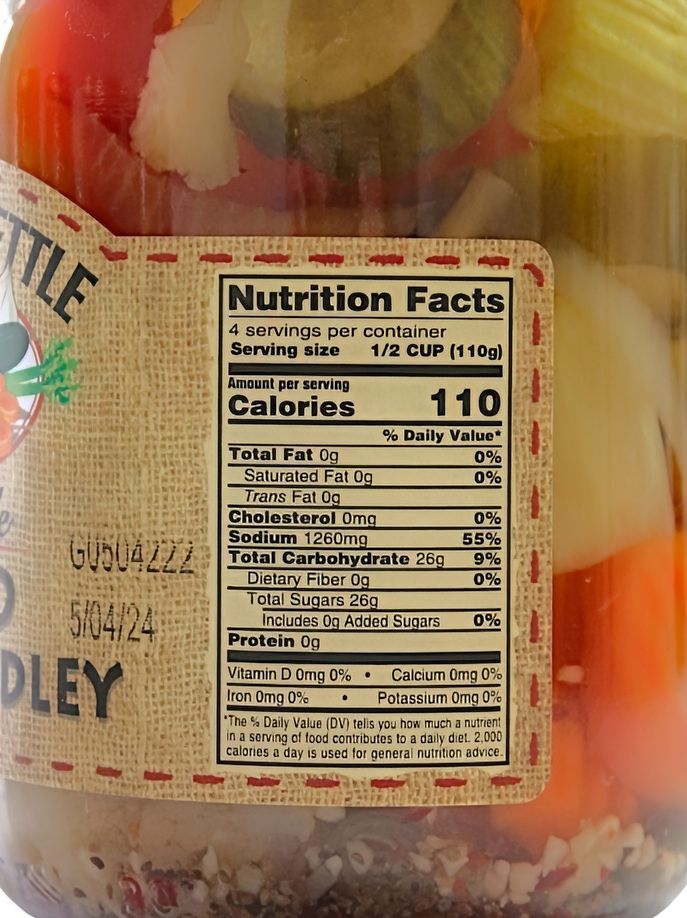 Nutrition Facts
4 servings per container
Serving size 1/2 CUP (110g)
Amount per serving
Calories 110
% Daily Value*
Total Fat 0g 0%
Saturated Fat 0g 0%
Trans Fat 0g
Cholesterol 0mg 0%
Sodium 1260mg 55%
Total Carbohydrate 26g 9%
Dietary Fiber 0g 0%
Total Sugars 26g
Includes 0g Added Sugars 0%
Protein 0g
Vitamin D 0mg 0% • Calcium 0mg 0%
Iron 0mg 0% • Potassium 0mg 0%
*The % Daily Value (DV) tells you how much a nutrient
in a serving of food contributes to a daily diet. 2,000
calories a day is used for general nutrition advice.
ETTLE
G0504222
5/04/24
DLEY